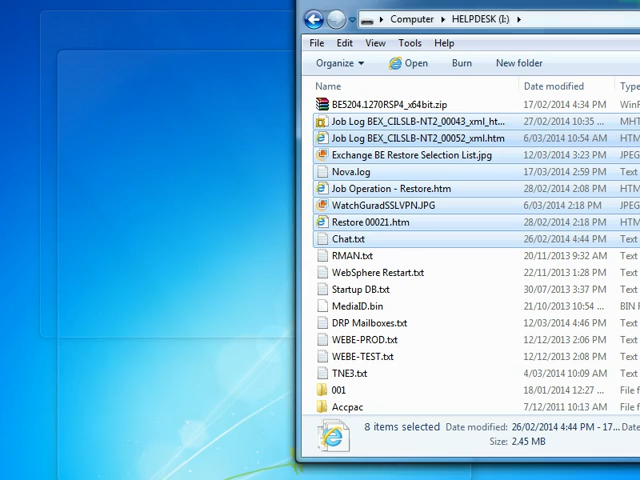 Computer HELPDESK (I:)
File Edit View Tools Help
Organize Open Burn New folder
Name Date modified Type
BE5204.1270RSP4_x64bit.zip 17/02/2014 4:34 PM WinR
Job Log BEX_CILSLB-NT2_00043_xml_ht... 27/02/2014 10:35 ... MHT
Job Log BEX_CILSLB-NT2_00052_xml.htm 6/03/2014 10:54 AM HTM
Exchange BE Restore Selection List.jpg 12/03/2014 3:23 PM JPEG
Nova.log 17/03/2014 2:59 PM Text
Job Operation - Restore.htm 28/02/2014 2:08 PM HTM
WatchGuradSSLVPN.JPG 6/03/2014 2:18 PM JPEG
Restore 00021.htm 28/02/2014 2:18 PM HTM
Chat.txt 26/02/2014 4:44 PM Text
RMAN.txt 20/11/2013 9:32 AM Text
WebSphere Restart.txt 22/11/2013 1:28 PM Text
Startup DB.txt 30/07/2013 3:37 PM Text
MediaID.bin 21/10/2013 10:54 ... BIN F
DRP Mailboxes.txt 12/03/2014 4:46 PM Text
WEBE-PROD.txt 12/12/2013 2:06 PM Text
WEBE-TEST.txt 12/12/2013 2:08 PM Text
TNE3.txt 4/03/2014 10:09 AM Text
001 18/01/2014 12:27 ... File f
Accpac 7/12/2011 10:13 AM File f
8 items selected Date modified: 26/02/2014 4:44 PM - 17... Date
Size: 2.45 MB